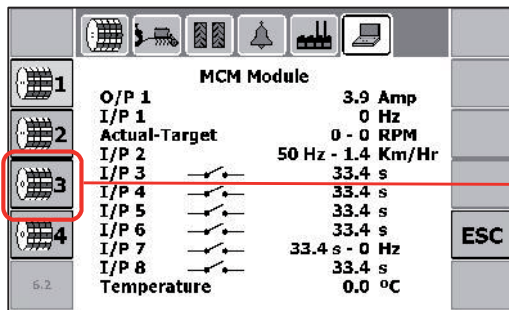 MCM Module
1
O/P 1 3.9 Amp
I/P 1 0 Hz
2
Actual-Target 0 - 0 RPM
I/P 2 50 Hz - 1.4 Km/Hr
3
I/P 3 33.4 s
I/P 4 33.4 s
I/P 5 33.4 s
4
I/P 6 33.4 s
ESC
I/P 7 33.4 s - 0 Hz
I/P 8 33.4 s
6.2
Temperature 0.0 ºC